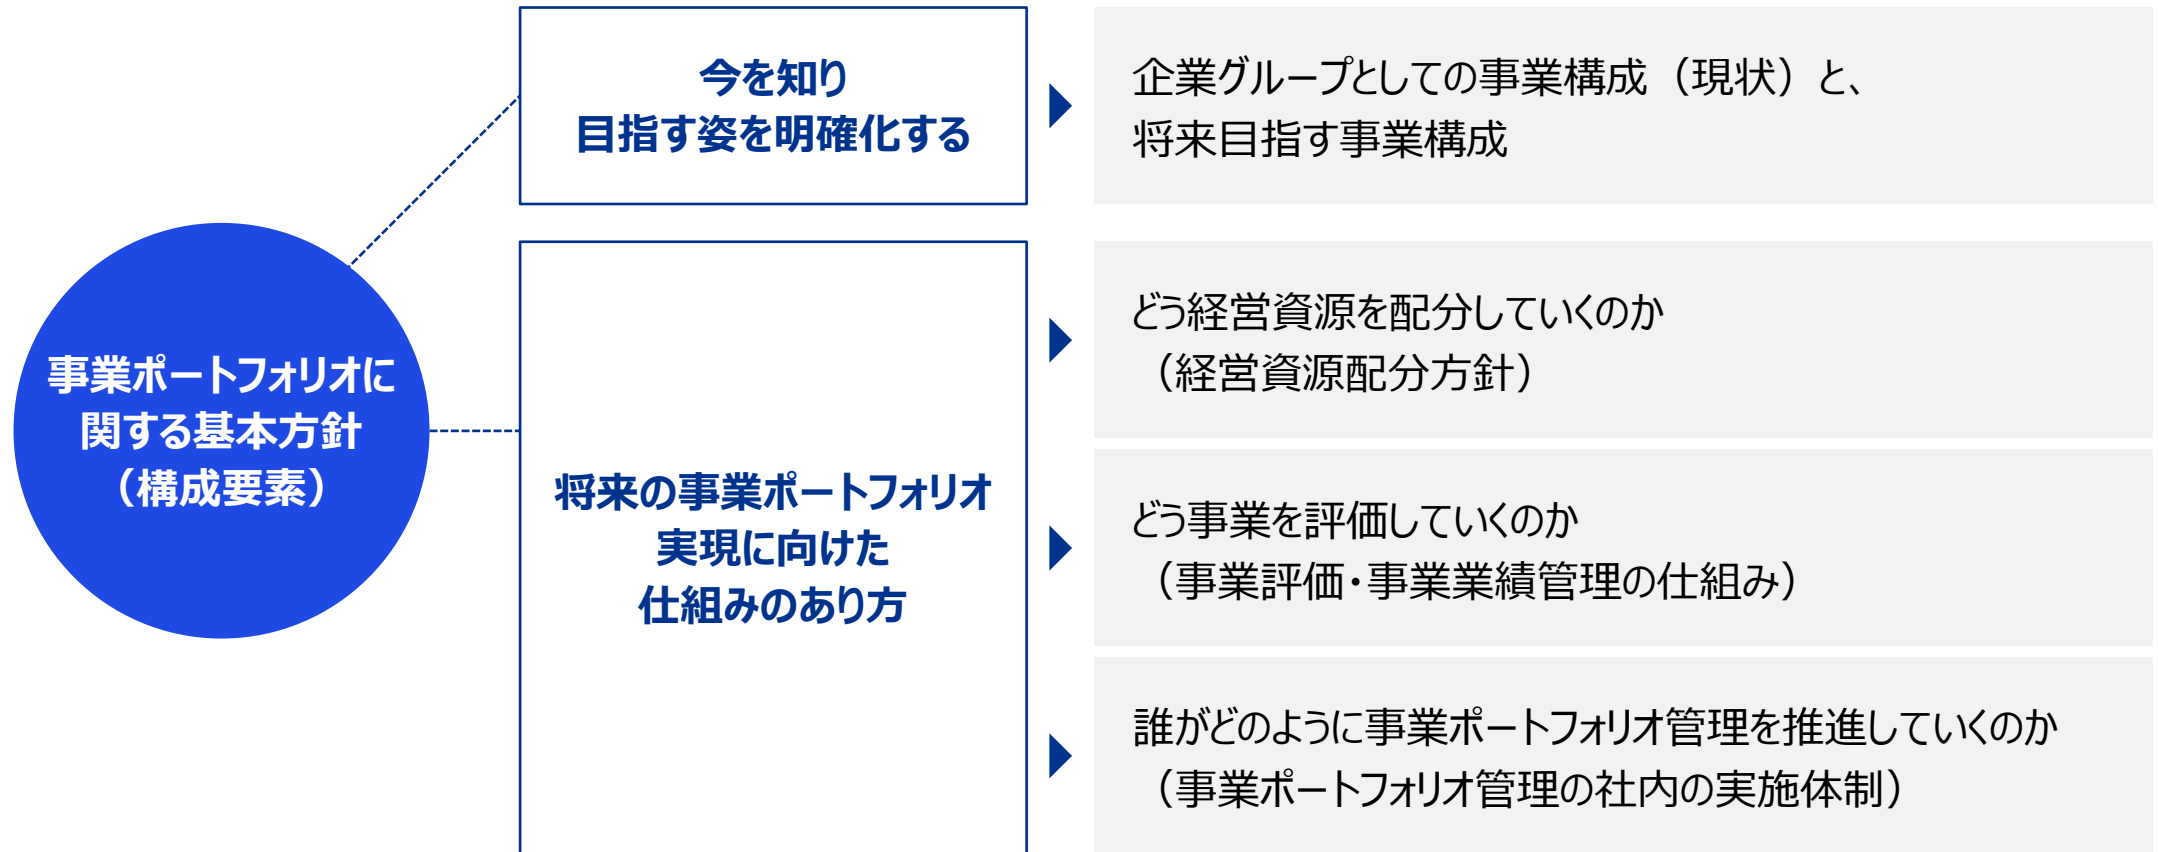 事業ポートフォリオに
関する基本方針
（構成要素）
今を知り
目指す姿を明確化する
企業グループとしての事業構成（現状）と、
将来目指す事業構成
将来の事業ポートフォリオ
実現に向けた
仕組みのあり方
どう経営資源を配分していくのか
（経営資源配分方針）
どう事業を評価していくのか
（事業評価・事業業績管理の仕組み）
誰がどのように事業ポートフォリオ管理を推進していくのか
（事業ポートフォリオ管理の社内の実施体制）